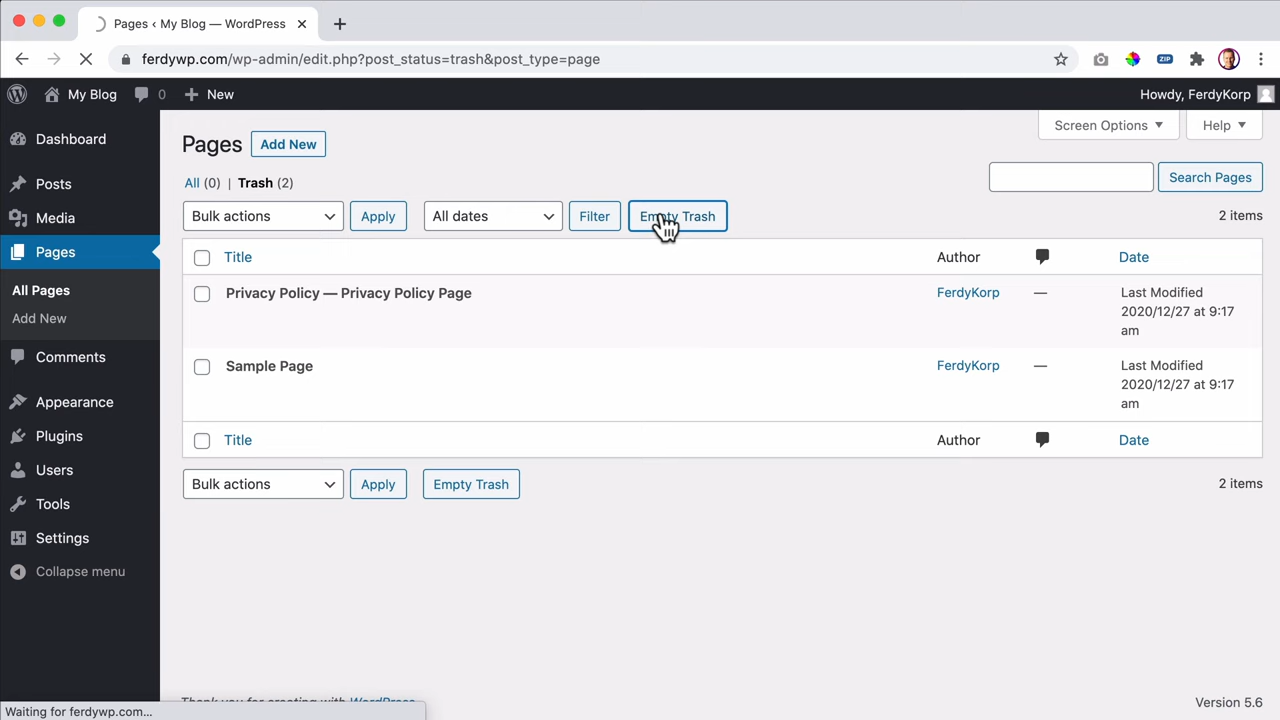 Pages ‹ My Blog — WordPress
ferdywp.com/wp-admin/edit.php?post_status=trash&post_type=page
ZIP
My Blog 0 New
Howdy, FerdyKorp
Dashboard
Posts
Media
Pages
All Pages
Add New
Comments
Appearance
Plugins
Users
Tools
Settings
Collapse menu
Screen Options Help
Pages Add New
All (0) | Trash (2)
Search Pages
Bulk actions Apply All dates Filter Empty Trash
2 items
Title Author Date
Privacy Policy — Privacy Policy Page FerdyKorp — Last Modified
2020/12/27 at 9:17
am
Sample Page FerdyKorp — Last Modified
2020/12/27 at 9:17
am
Title Author Date
Bulk actions Apply Empty Trash
2 items
Thank you for creating with WordPress
Version 5.6
Waiting for ferdywp.com...